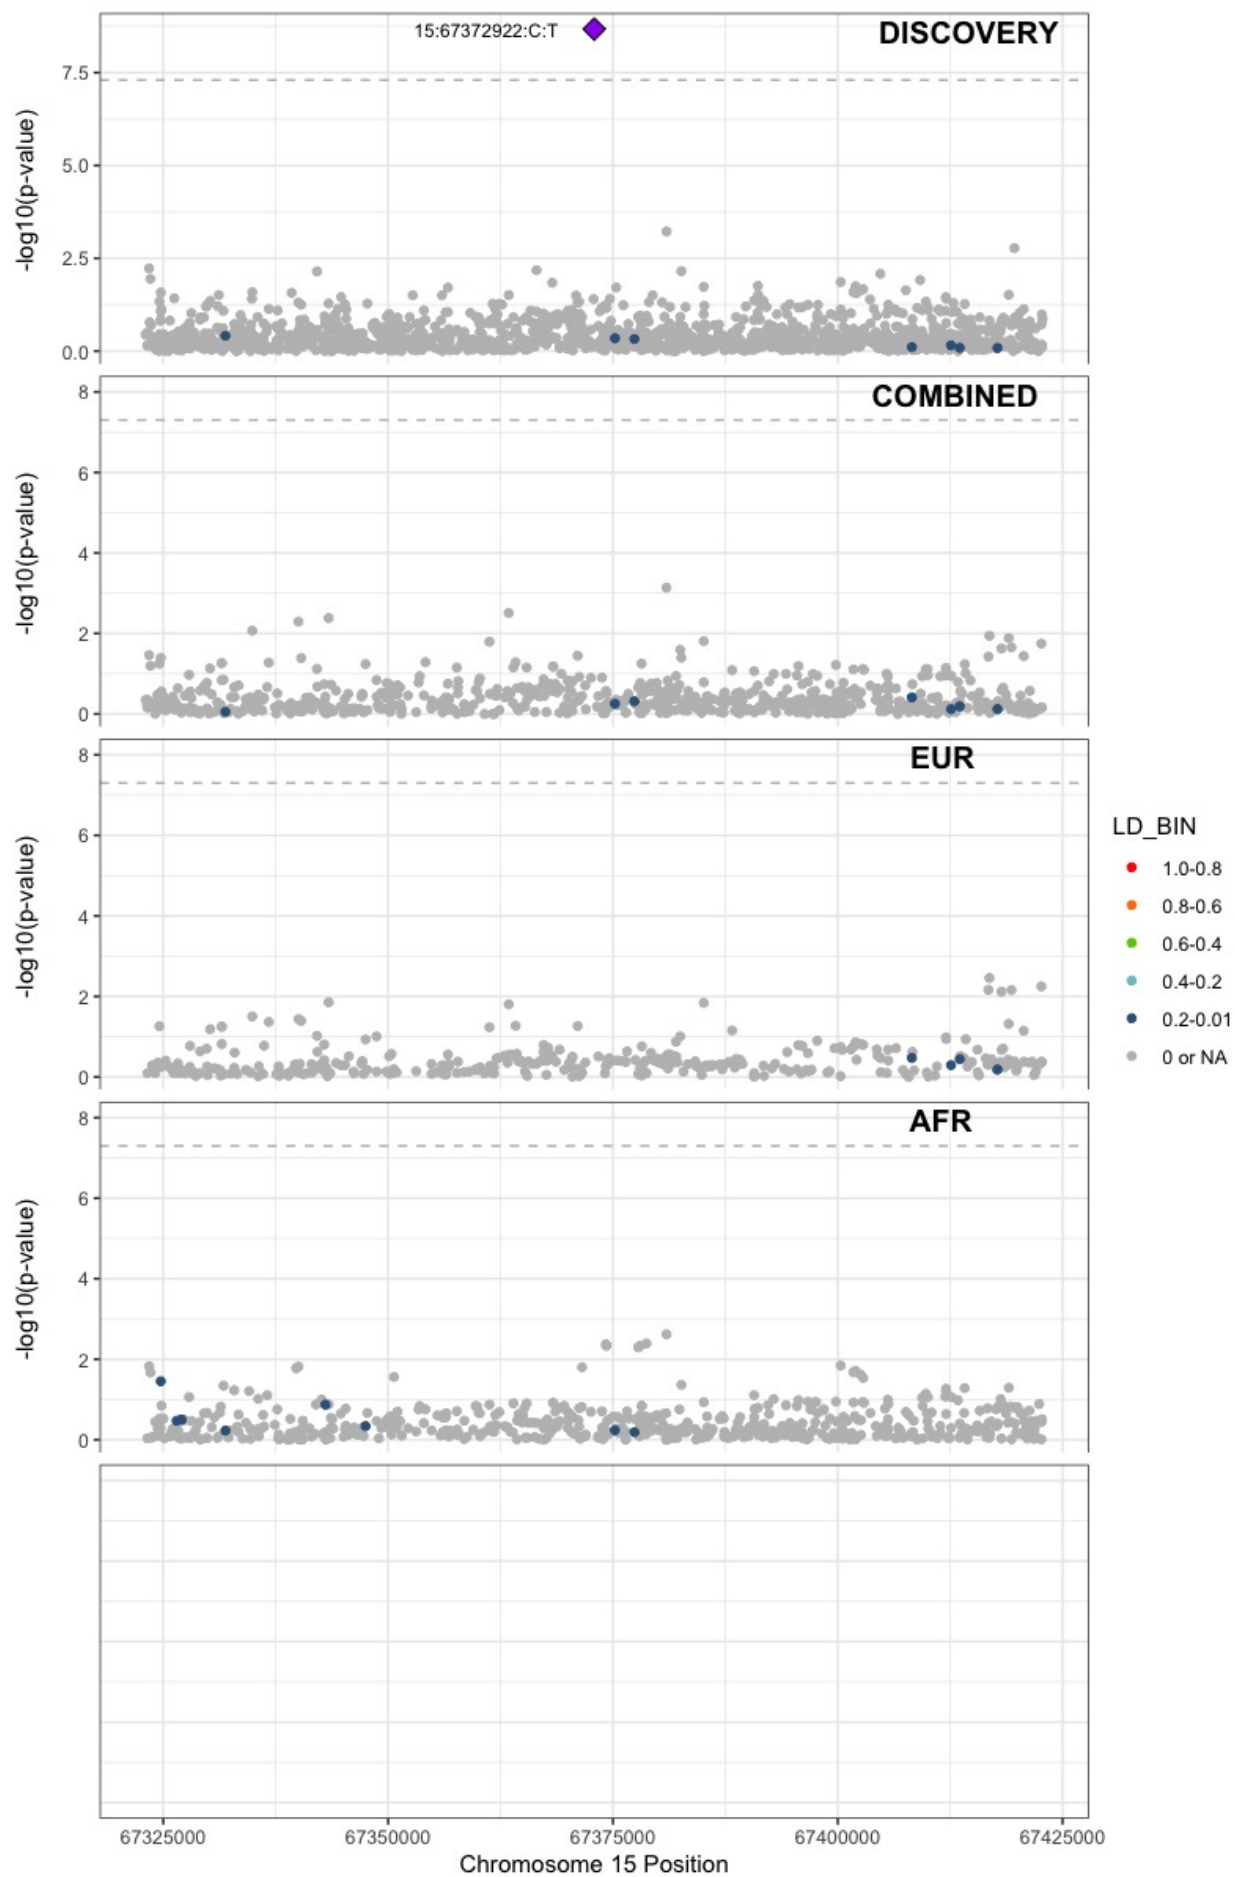 15:67372922:C:T
DISCOVERY
7.5
5.0
2.5
0.0
-log10(p-value)
COMBINED
8
6
4
2
0
-log10(p-value)
EUR
8
6
4
2
0
-log10(p-value)
LD_BIN
1.0-0.8
0.8-0.6
0.6-0.4
0.4-0.2
0.2-0.01
0 or NA
AFR
8
6
4
2
0
-log10(p-value)
67325000 67350000 67375000 67400000 67425000
Chromosome 15 Position